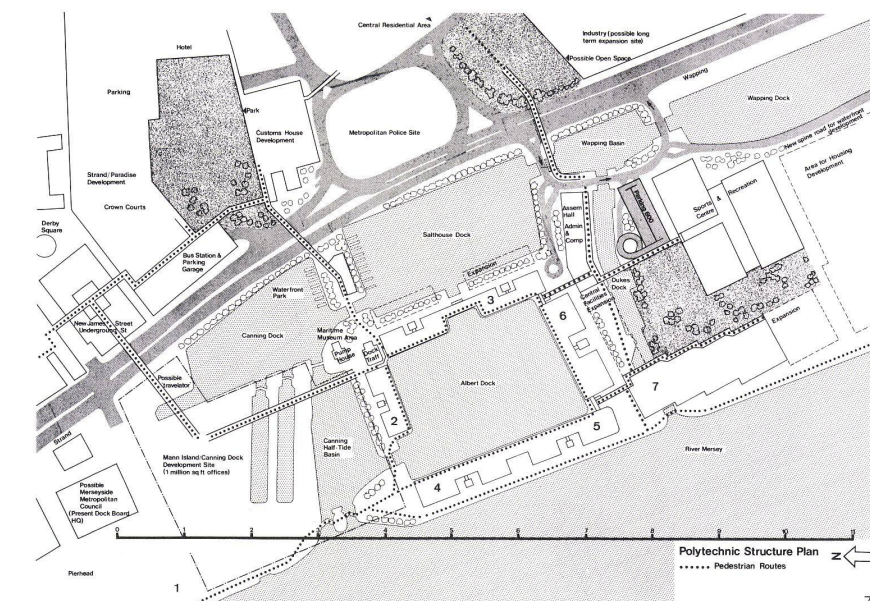 Central Residential Area
Industry (possible long
term expansion site)
Possible Open Space
Hotel
Parking
Park
Wapping
Wapping Dock
Customs House
Development
Metropolitan Police Site
Wapping Basin
New spine road for waterfront
development
Area for Housing
Development
Strand/Paradise
Development
Crown Courts
Derby
Square
Bus Station &
Parking
Garage
Salthouse Dock
Assem
Hall
Admin
&
Comp
Parking 600
Sports &
Centre
Recreation
Expansion
Waterfront
Park
3
Dukes
Dock
Central
Facilities
Expansion
6
New James Street
Underground St
Canning Dock
Maritime
Museum Area
Pump
House
Dock
Traff
Expansion
Possible
travelator
Albert Dock
7
2
5
Strand
Canning
Half-Tide
Basin
River Mersey
Mann Island/Canning Dock
Development Site
(1 million sq ft offices)
4
Possible
Merseyside
Metropolitan
Council
(Present Dock Board
HQ)
0 1 2 3 4 5 6 7 8 9 10 11
Polytechnic Structure Plan
N
Pedestrian Routes
Pierhead
1
7